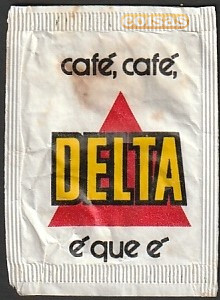 café, café,
DELTA
é que é